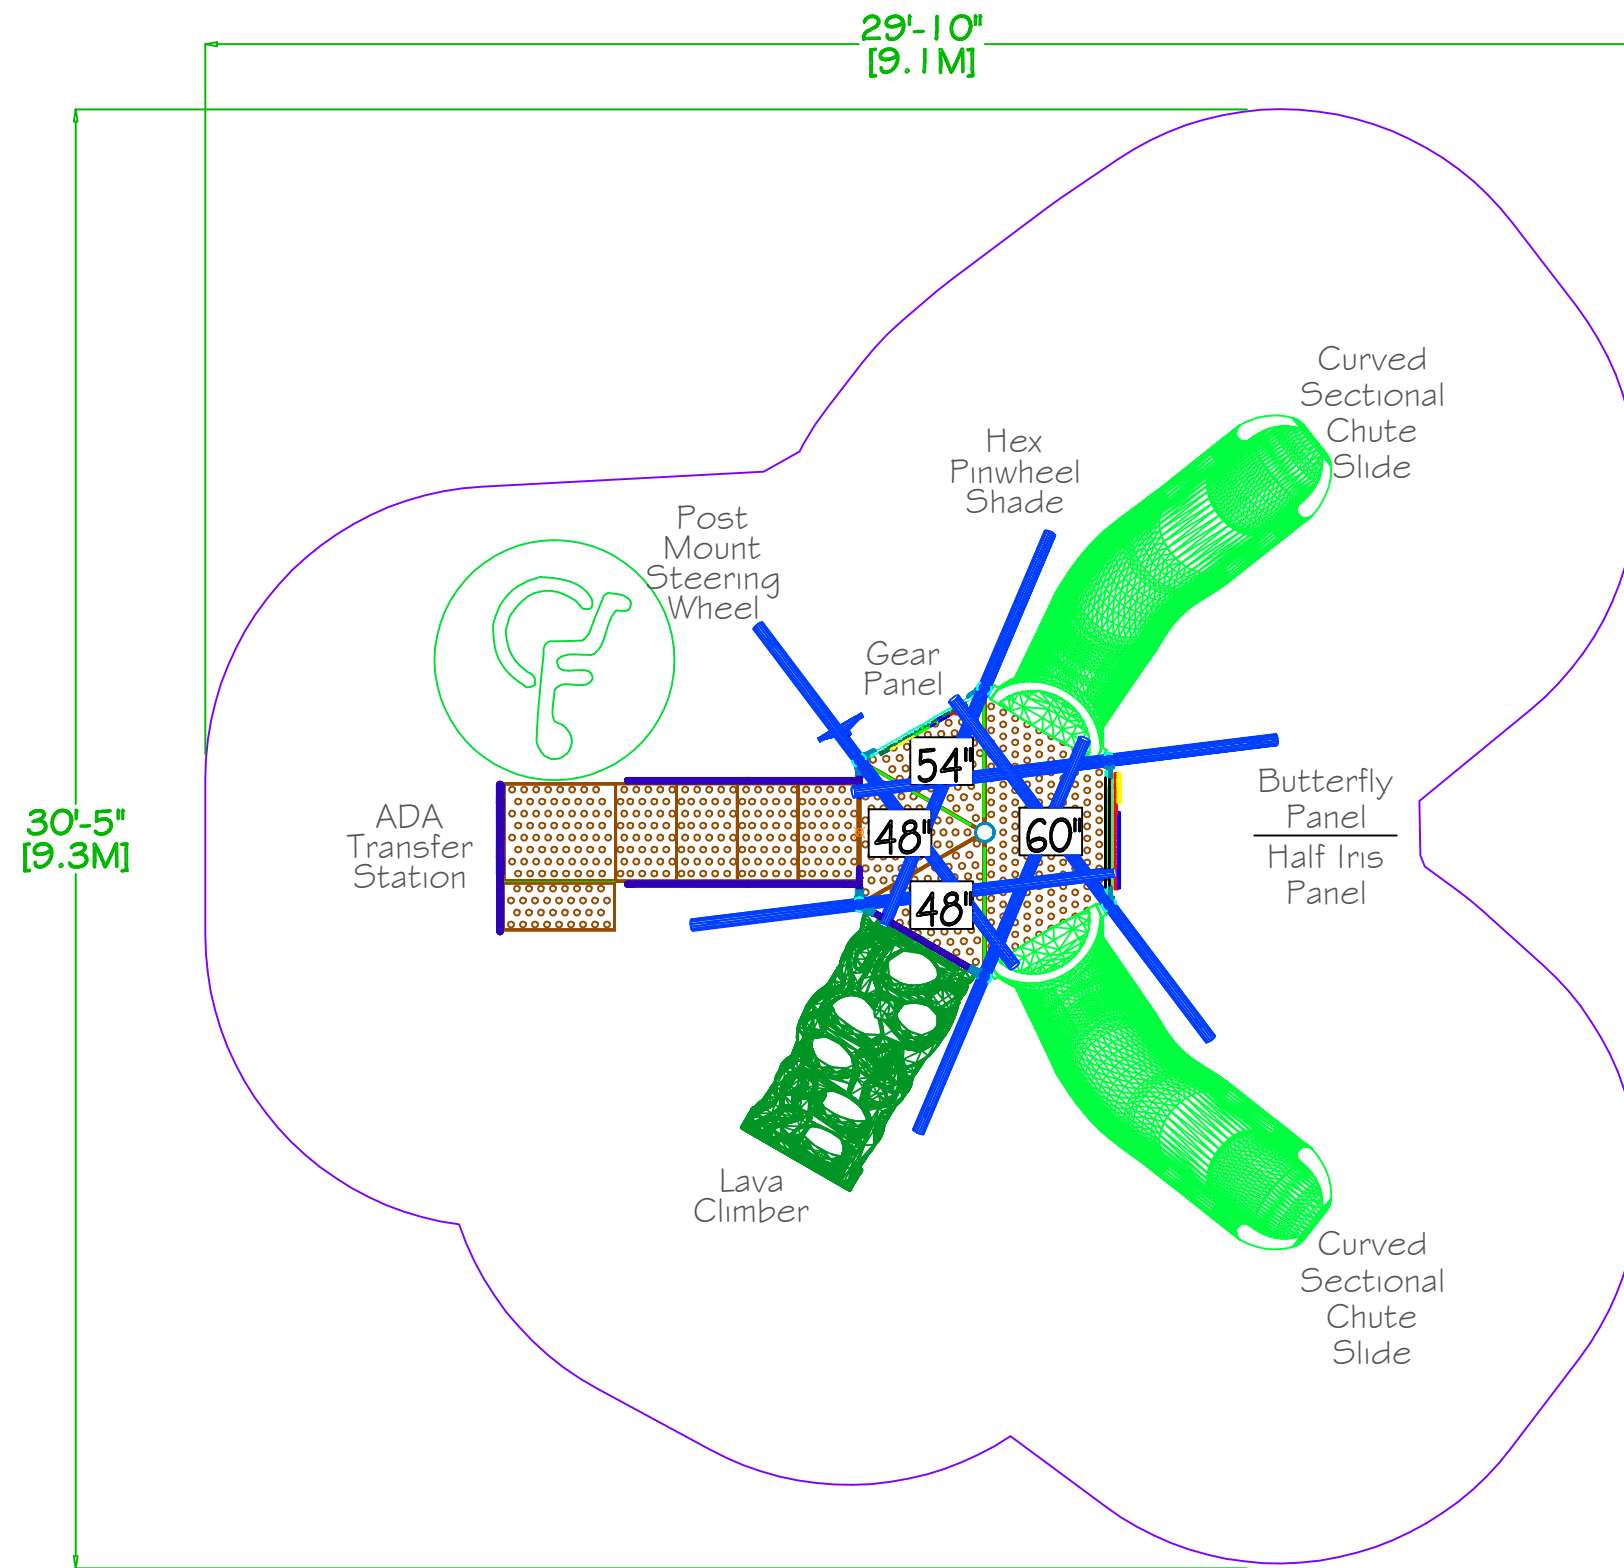 29'-10"
[9.1M]
Curved
Sectional
Chute
Slide
Hex
Pinwheel
Shade
Post
Mount
Steering
Wheel
Gear
Panel
54"
48"
60"
48"
Butterfly
Panel
Half Iris
Panel
ADA
Transfer
Station
30'-5"
[9.3M]
Lava
Climber
Curved
Sectional
Chute
Slide